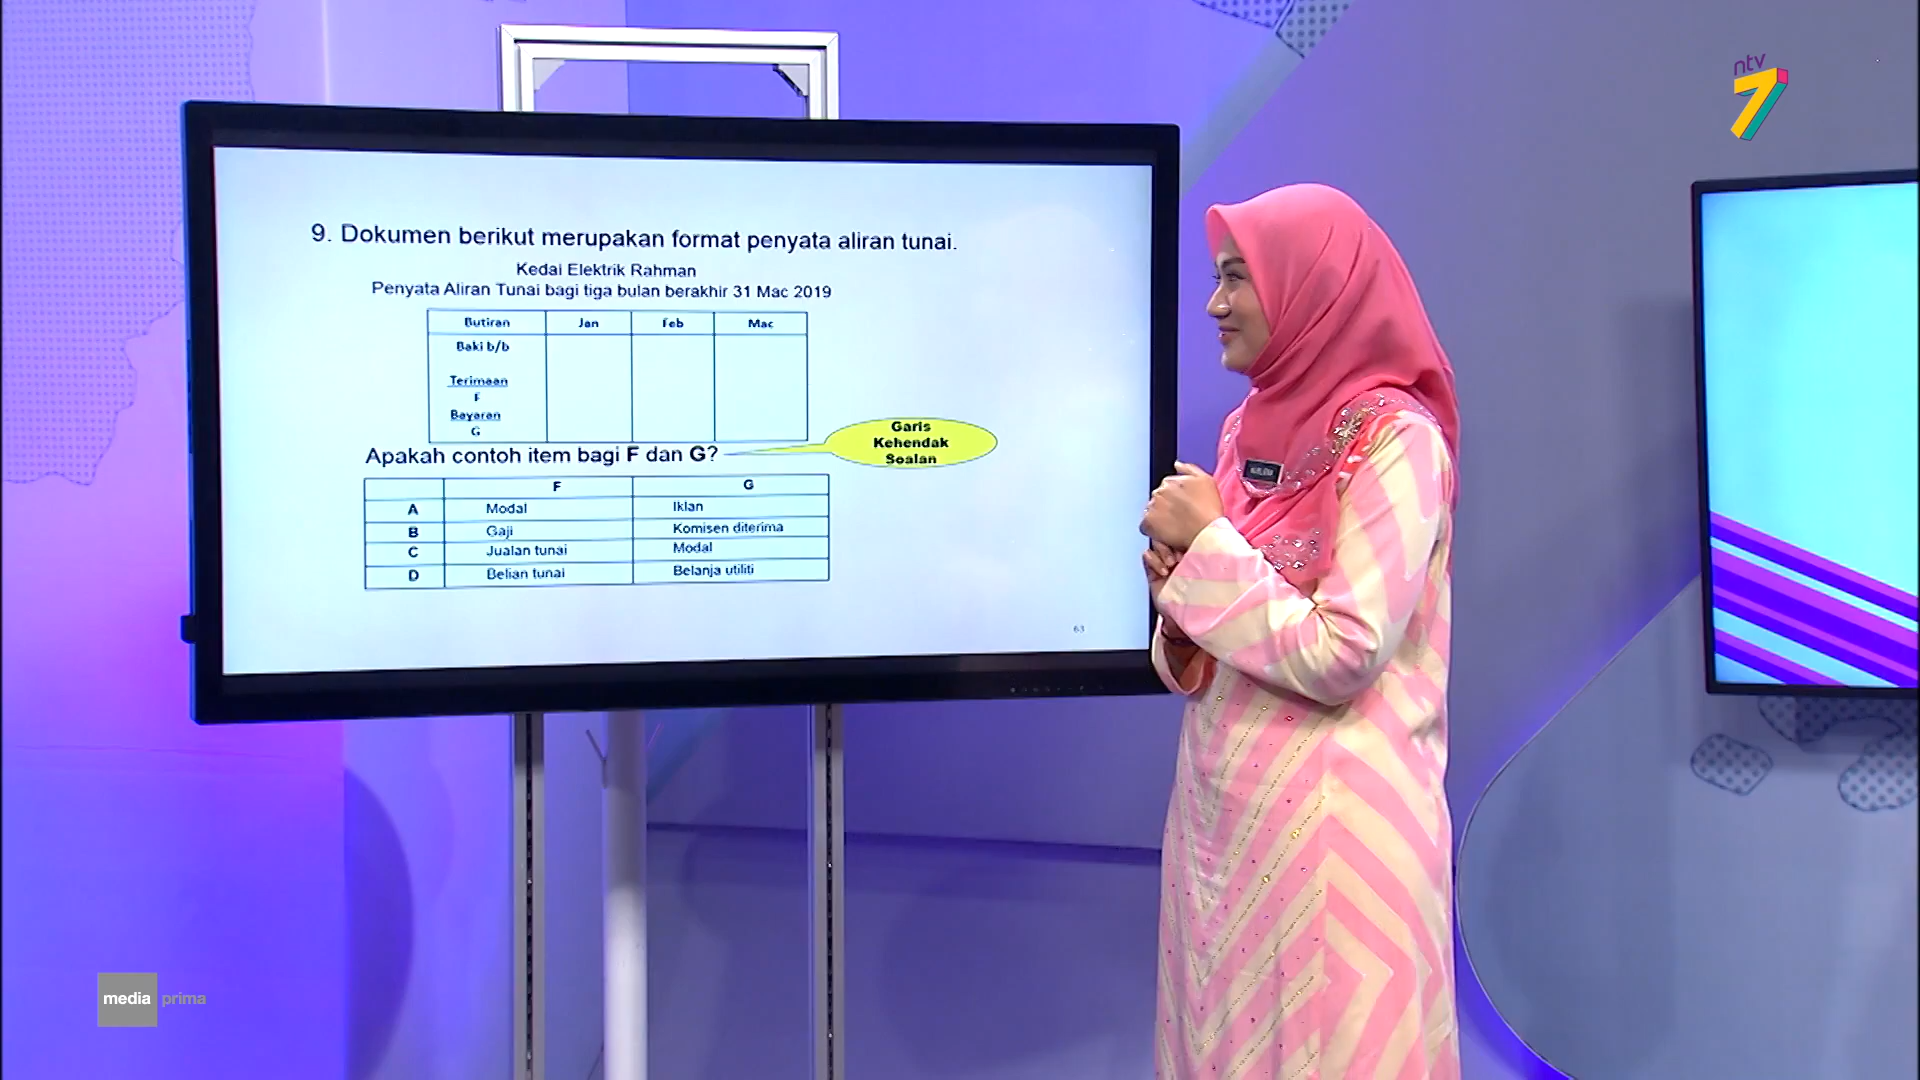 ntv
7
9. Dokumen berikut merupakan format penyata aliran tunai.
Kedai Elektrik Rahman
Penyata Aliran Tunai bagi tiga bulan berakhir 31 Mac 2019
Butiran Jan Feb Mac
Baki b/b
Terimaan
F
Bayaran
G
Garis
Kehendak
Soalan
Apakah contoh item bagi F dan G?
F G
A Modal Iklan
B Gaji Komisen diterima
C Jualan tunai Modal
D Belian tunai Belanja utiliti
63
media prima